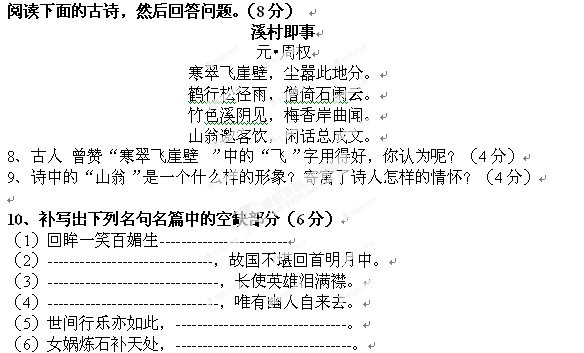 阅读下面的古诗，然后回答问题。（8分）
溪村即事
元·周权
寒翠飞崖壁，尘嚣此地分。
鹤行松径雨，僧倚石阑云。
竹色溪阴见，梅香岸曲闻。
山翁邀客饮，闲话总成文。
8、古人 曾赞“寒翠飞崖壁 ”中的“飞”字用得好，你认为呢？（4分）
9、诗中的“山翁”是一个什么样的形象？寄寓了诗人怎样的情怀？（4分）
10、补写出下列名句名篇中的空缺部分（6分）
（1）回眸一笑百媚生-----------------------
（2）------------------------------，故国不堪回首明月中。
（3）-------------------------------，长使英雄泪满襟。
（4）-------------------------------，唯有幽人自来去。
（5）世间行乐亦如此，-------------------------------。
（6）女娲炼石补天处，--------------------------------。